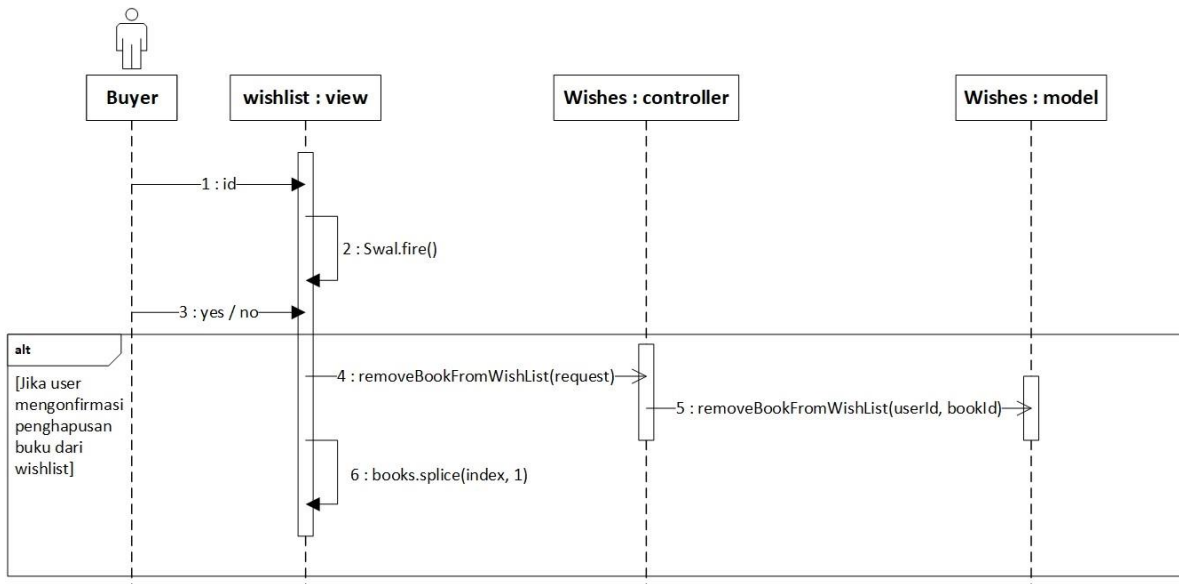 Buyer
wishlist : view
Wishes : controller
Wishes : model
1 : id
2 : Swal.fire()
3 : yes / no
alt
[Jika user
mengonfirmasi
penghapusan
buku dari
wishlist]
4 : removeBookFromWishList(request)
5 : removeBookFromWishList(userId, bookId)
6 : books.splice(index, 1)